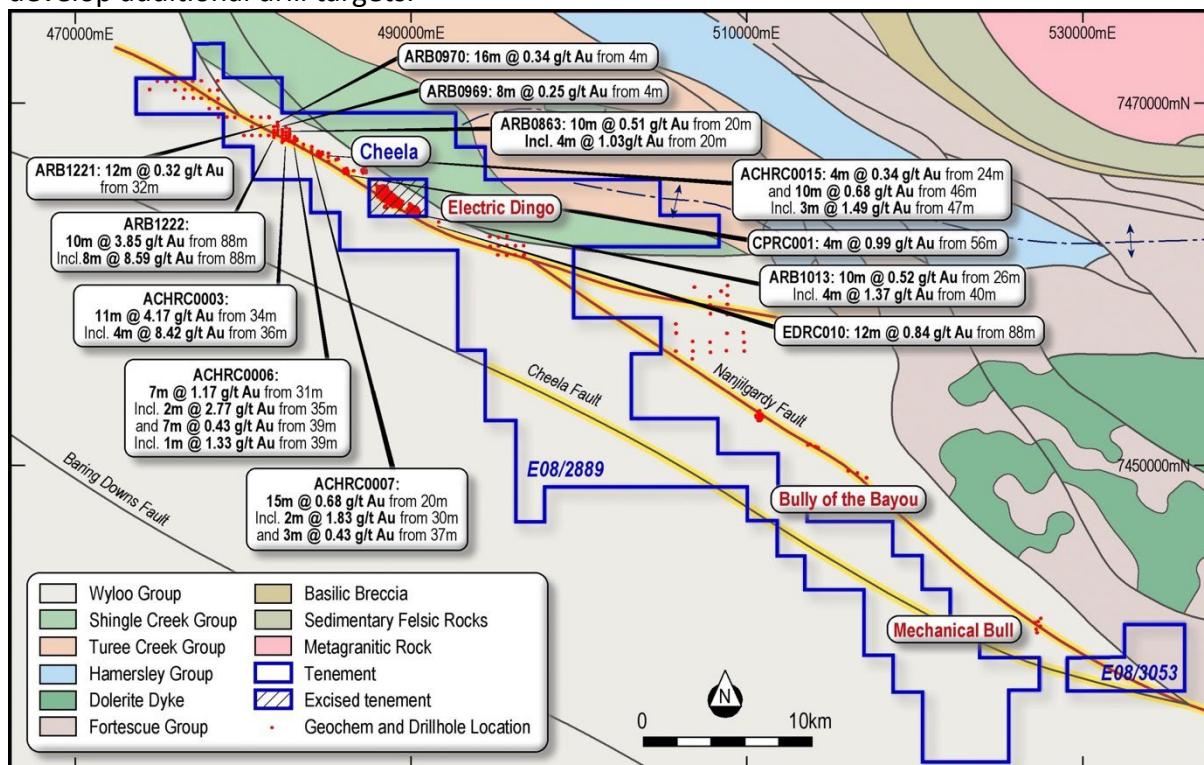 develop additional drill targets.
470000mE
490000mE
510000mE
530000mE
ARB0970: 16m @ 0.34 g/t Au from 4m
ARB0969: 8m @ 0.25 g/t Au from 4m
7470000mN
ARB0863: 10m @ 0.51 g/t Au from 20m
Incl. 4m @ 1.03g/t Au from 20m
Cheela
ARB1221: 12m @ 0.32 g/t Au
from 32m
ACHRC0015: 4m @ 0.34 g/t Au from 24m
and 10m @ 0.68 g/t Au from 46m
Incl. 3m @ 1.49 g/t Au from 47m
Electric Dingo
ARB1222:
10m @ 3.85 g/t Au from 88m
Incl.8m @ 8.59 g/t Au from 88m
CPRC001: 4m @ 0.99 g/t Au from 56m
ARB1013: 10m @ 0.52 g/t Au from 26m
Incl. 4m @ 1.37 g/t Au from 40m
ACHRC0003:
11m @ 4.17 g/t Au from 34m
Incl. 4m @ 8.42 g/t Au from 36m
EDRC010: 12m @ 0.84 g/t Au from 88m
ACHRC0006:
7m @ 1.17 g/t Au from 31m
Incl. 2m @ 2.77 g/t Au from 35m
and 7m @ 0.43 g/t Au from 39m
Incl. 1m @ 1.33 g/t Au from 39m
Cheela Fault
Nanjilgardy Fault
7450000mN
Baring Downs Fault
E08/2889
ACHRC0007:
15m @ 0.68 g/t Au from 20m
Incl. 2m @ 1.83 g/t Au from 30m
and 3m @ 0.43 g/t Au from 37m
Bully of the Bayou
Mechanical Bull
E08/3053
Wyloo Group
Shingle Creek Group
Turee Creek Group
Hamersley Group
Dolerite Dyke
Fortescue Group
Basilic Breccia
Sedimentary Felsic Rocks
Metagranitic Rock
Tenement
Excised tenement
Geochem and Drillhole Location
N
0
10km